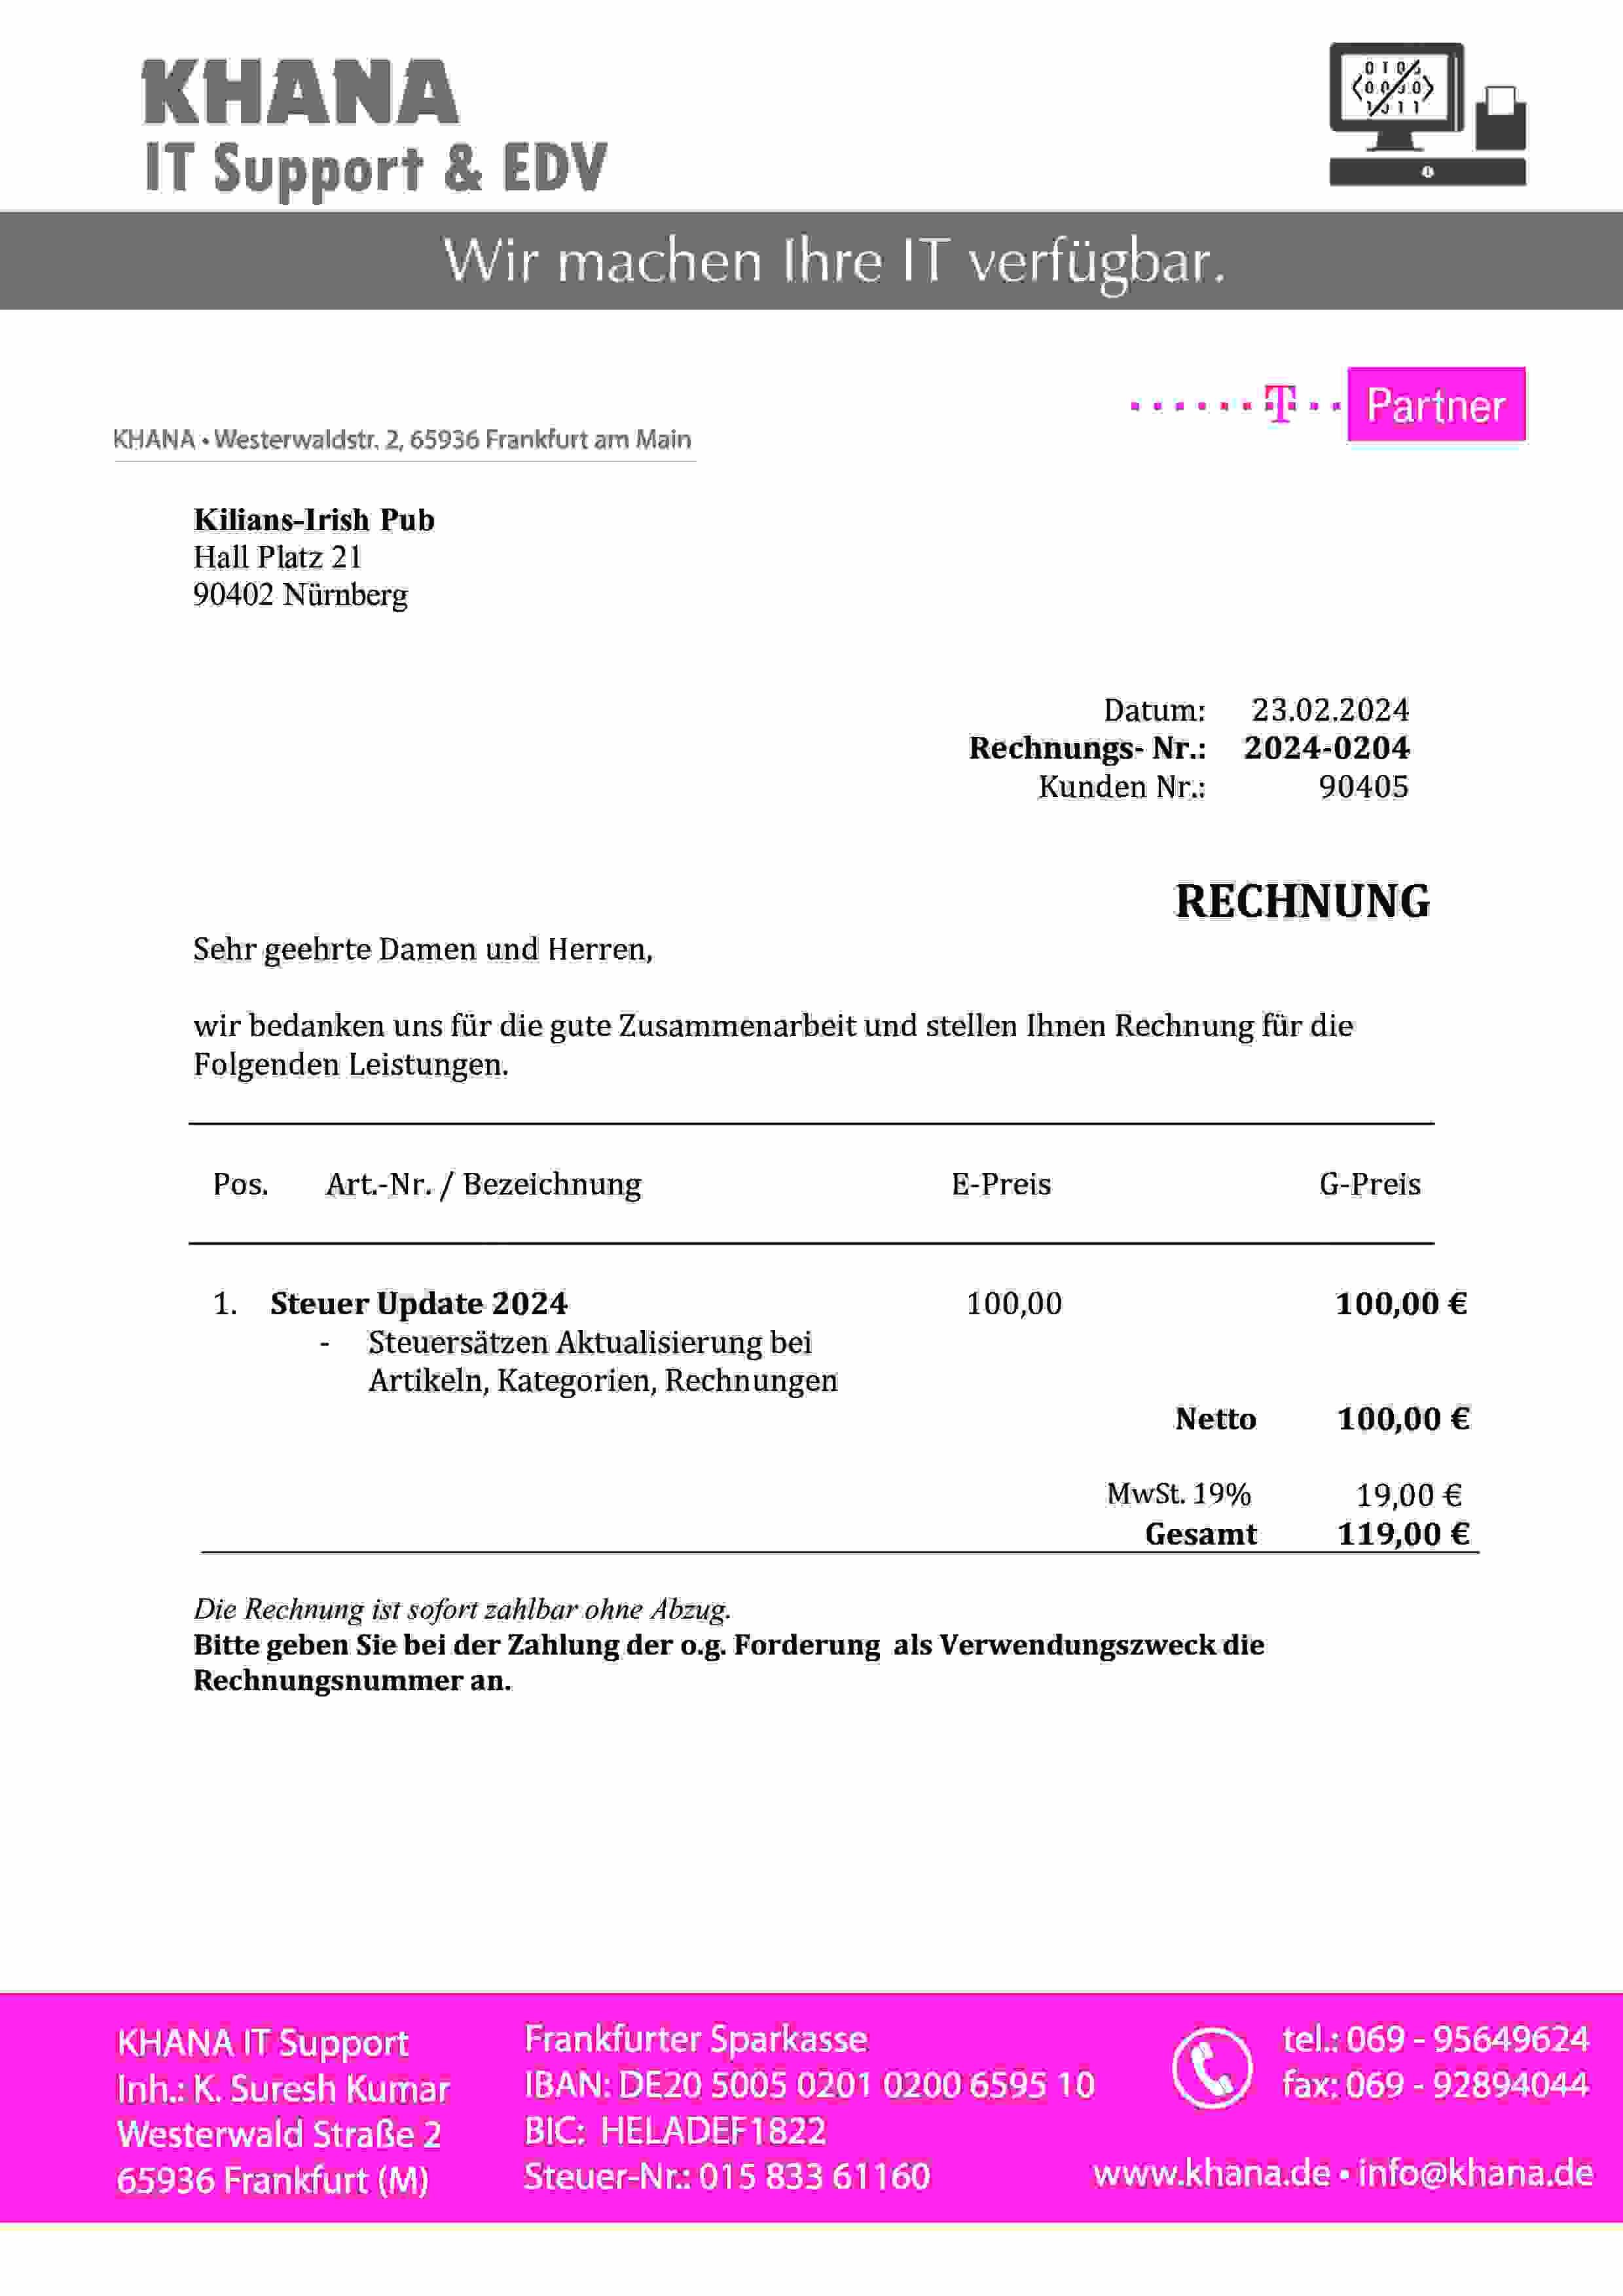 KHANA
IT Support & EDV
Wir machen Ihre IT verfügbar.
T Partner
KHANA • Westerwaldstr. 2, 65936 Frankfurt am Main
Kilians-Irish Pub
Hall Platz 21
90402 Nürnberg
Datum: 23.02.2024
Rechnungs- Nr.: 2024-0204
Kunden Nr.: 90405
RECHNUNG
Sehr geehrte Damen und Herren,
wir bedanken uns für die gute Zusammenarbeit und stellen Ihnen Rechnung für die
Folgenden Leistungen.
Pos. Art.-Nr. / Bezeichnung E-Preis G-Preis
1. Steuer Update 2024 100,00 100,00 €
- Steuersätzen Aktualisierung bei
Artikeln, Kategorien, Rechnungen
Netto 100,00 €
MwSt. 19% 19,00 €
Gesamt 119,00 €
Die Rechnung ist sofort zahlbar ohne Abzug.
Bitte geben Sie bei der Zahlung der o.g. Forderung als Verwendungszweck die
Rechnungsnummer an.
KHANA IT Support
Inh.: K. Suresh Kumar
Westerwald Straße 2
65936 Frankfurt (M)
Frankfurter Sparkasse
IBAN: DE20 5005 0201 0200 6595 10
BIC: HELADEF1822
Steuer-Nr.: 015 833 61160
tel.: 069 - 95649624
fax: 069 - 92894044
www.khana.de • info@khana.de